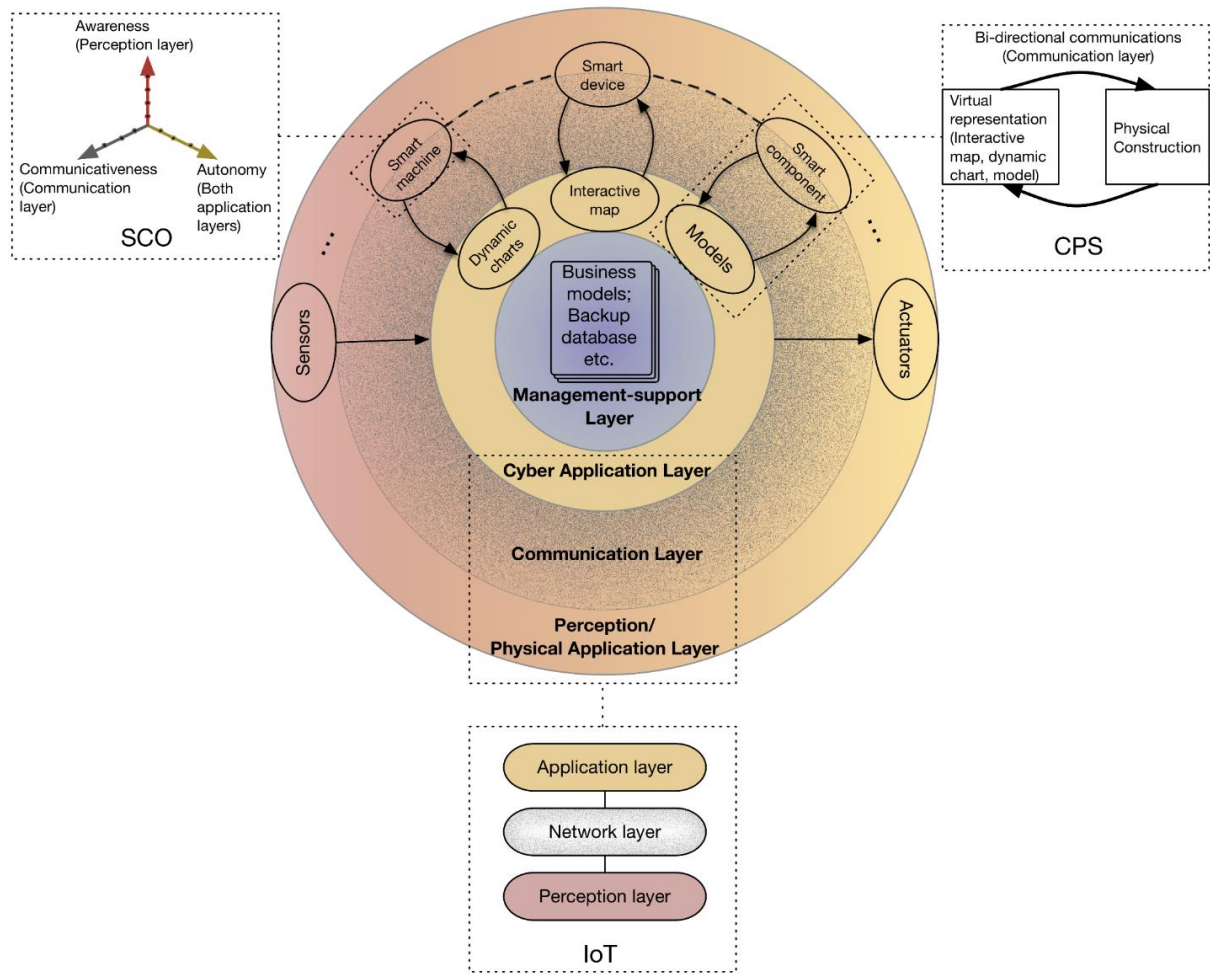 Awareness
(Perception layer)
Communicativeness
(Communication
layer)
Autonomy
(Both
application
layers)
SCO
Bi-directional communications
(Communication layer)
Virtual
representation
(Interactive
map, dynamic
chart, model)
Physical
Construction
CPS
Smart
device
Smart
machine
Smart
component
Interactive
map
Dynamic
charts
Models
...
...
Sensors
Actuators
Business
models;
Backup
database
etc.
Management-support
Layer
Cyber Application Layer
Communication Layer
Perception/
Physical Application Layer
Application layer
Network layer
Perception layer
IoT